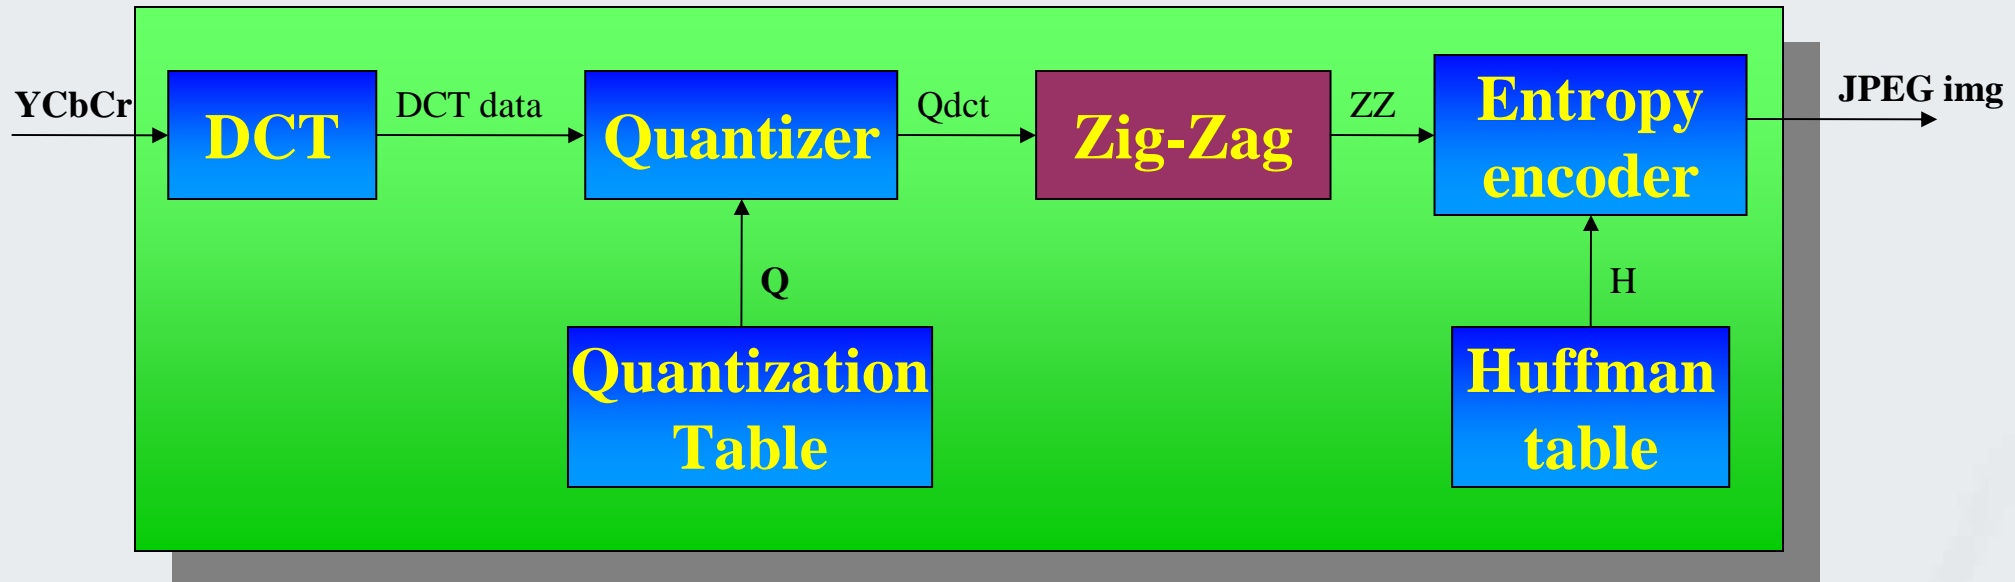 YCbCr
DCT
DCT data
Quantizer
Qdct
Zig-Zag
ZZ
Entropy
encoder
JPEG img
Q
H
Quantization
Table
Huffman
table